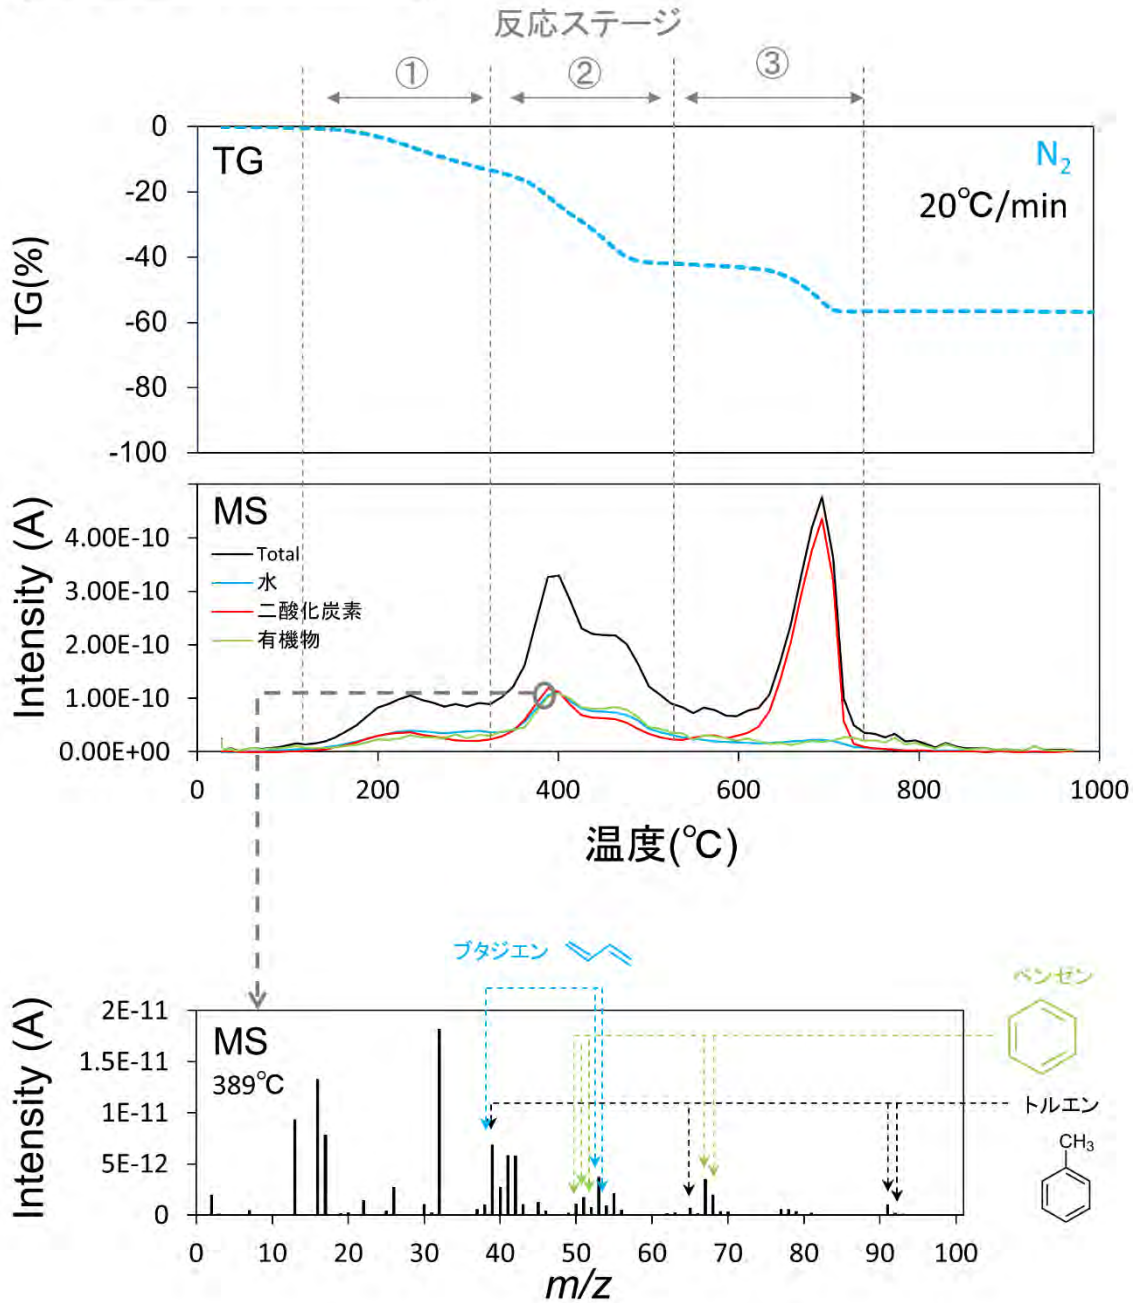 反応ステージ
① ② ③
TG
N₂
20℃/min
TG(%)
0
-20
-40
-60
-80
-100
MS
Total
水
二酸化炭素
有機物
Intensity (A)
4.00E-10
3.00E-10
2.00E-10
1.00E-10
0.00E+00
0 200 400 600 800 1000
温度(℃)
ブタジエン
ベンゼン
トルエン
CH₃
MS
389℃
Intensity (A)
2E-11
1.5E-11
1E-11
5E-12
0
0 10 20 30 40 50 60 70 80 90 100
m/z